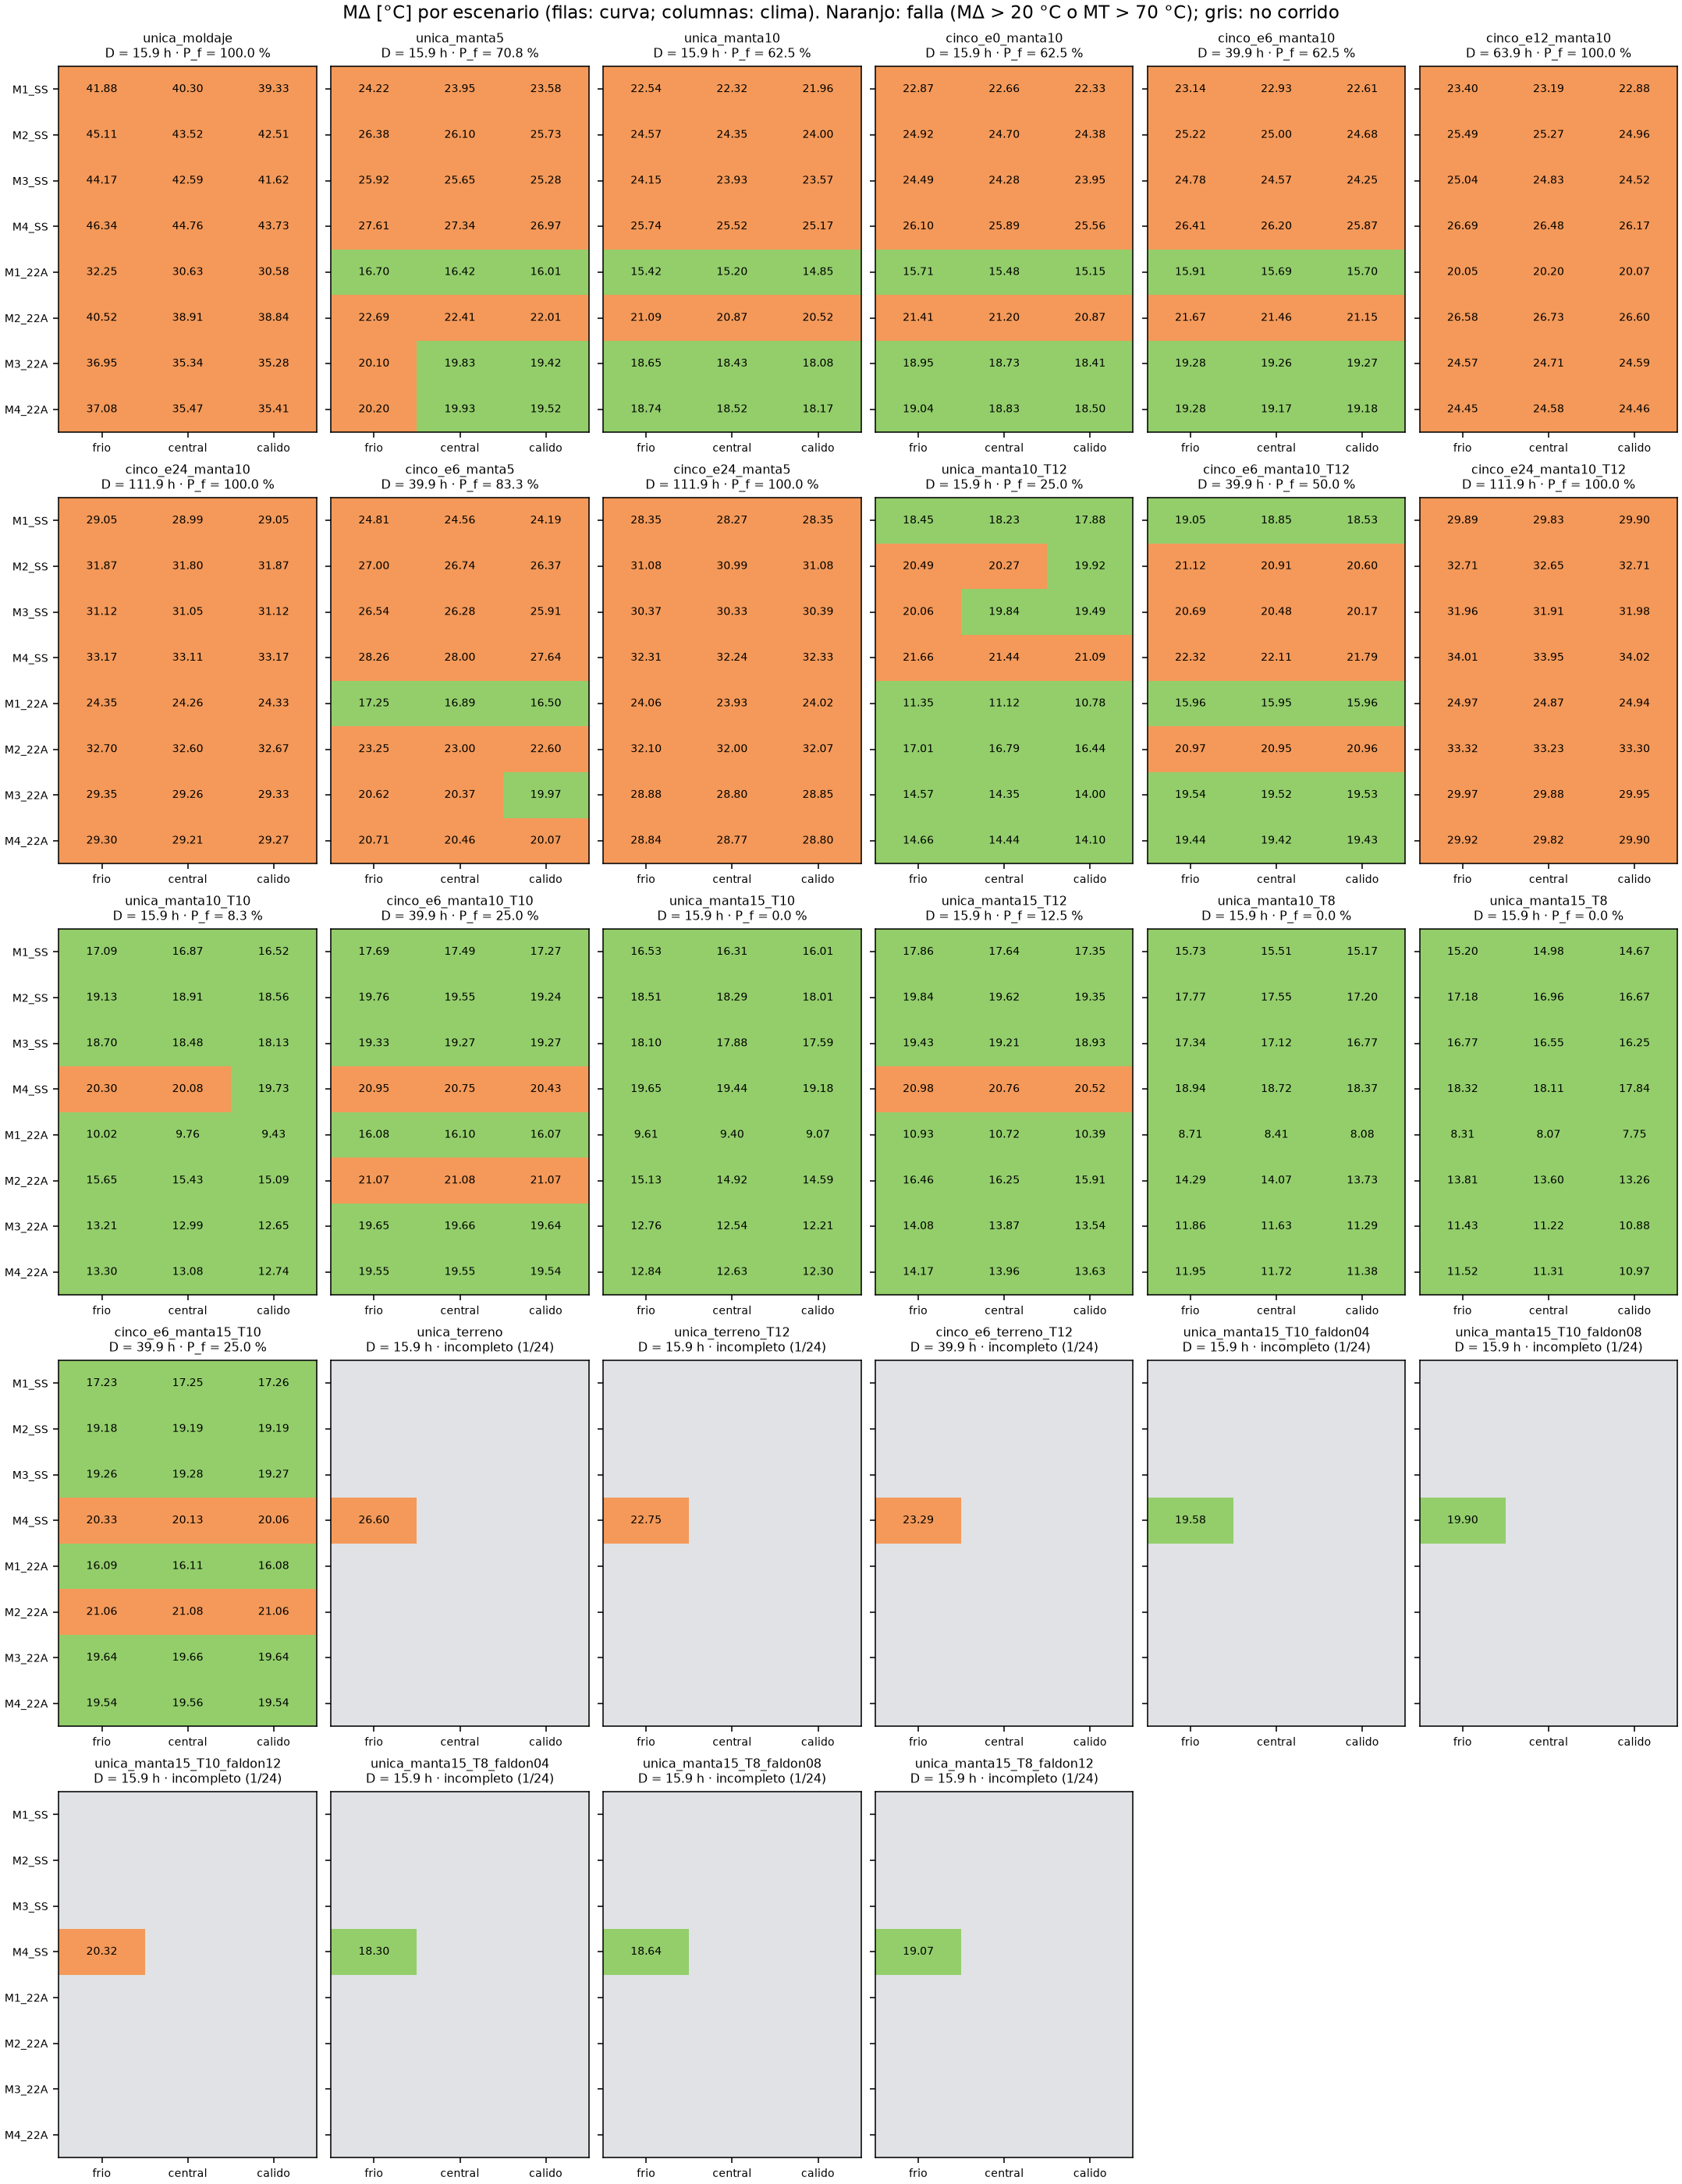 MΔ [°C] por escenario (filas: curva; columnas: clima). Naranjo: falla (MΔ > 20 °C o MT > 70 °C); gris: no corrido
unica_moldaje unica_manta5 unica_manta10 cinco_e0_manta10 cinco_e6_manta10 cinco_e12_manta10
D = 15.9 h · P_f = 100.0 % D = 15.9 h · P_f = 70.8 % D = 15.9 h · P_f = 62.5 % D = 15.9 h · P_f = 62.5 % D = 39.9 h · P_f = 62.5 % D = 63.9 h · P_f = 100.0 %
M1_SS 41.88 40.30 39.33 24.22 23.95 23.58 22.54 22.32 21.96 22.87 22.66 22.33 23.14 22.93 22.61 23.40 23.19 22.88
M2_SS 45.11 43.52 42.51 26.38 26.10 25.73 24.57 24.35 24.00 24.92 24.70 24.38 25.22 25.00 24.68 25.49 25.27 24.96
M3_SS 44.17 42.59 41.62 25.92 25.65 25.28 24.15 23.93 23.57 24.49 24.28 23.95 24.78 24.57 24.25 25.04 24.83 24.52
M4_SS 46.34 44.76 43.73 27.61 27.34 26.97 25.74 25.52 25.17 26.10 25.89 25.56 26.41 26.20 25.87 26.69 26.48 26.17
M1_22A 32.25 30.63 30.58 16.70 16.42 16.01 15.42 15.20 14.85 15.71 15.48 15.15 15.91 15.69 15.70 20.05 20.20 20.07
M2_22A 40.52 38.91 38.84 22.69 22.41 22.01 21.09 20.87 20.52 21.41 21.20 20.87 21.67 21.46 21.15 26.58 26.73 26.60
M3_22A 36.95 35.34 35.28 20.10 19.83 19.42 18.65 18.43 18.08 18.95 18.73 18.41 19.28 19.26 19.27 24.57 24.71 24.59
M4_22A 37.08 35.47 35.41 20.20 19.93 19.52 18.74 18.52 18.17 19.04 18.83 18.50 19.28 19.17 19.18 24.45 24.58 24.46
frio central calido frio central calido frio central calido frio central calido frio central calido frio central calido
cinco_e24_manta10 cinco_e6_manta5 cinco_e24_manta5 unica_manta10_T12 cinco_e6_manta10_T12 cinco_e24_manta10_T12
D = 111.9 h · P_f = 100.0 % D = 39.9 h · P_f = 83.3 % D = 111.9 h · P_f = 100.0 % D = 15.9 h · P_f = 25.0 % D = 39.9 h · P_f = 50.0 % D = 111.9 h · P_f = 100.0 %
M1_SS 29.05 28.99 29.05 24.81 24.56 24.19 28.35 28.27 28.35 18.45 18.23 17.88 19.05 18.85 18.53 29.89 29.83 29.90
M2_SS 31.87 31.80 31.87 27.00 26.74 26.37 31.08 30.99 31.08 20.49 20.27 19.92 21.12 20.91 20.60 32.71 32.65 32.71
M3_SS 31.12 31.05 31.12 26.54 26.28 25.91 30.37 30.33 30.39 20.06 19.84 19.49 20.69 20.48 20.17 31.96 31.91 31.98
M4_SS 33.17 33.11 33.17 28.26 28.00 27.64 32.31 32.24 32.33 21.66 21.44 21.09 22.32 22.11 21.79 34.01 33.95 34.02
M1_22A 24.35 24.26 24.33 17.25 16.89 16.50 24.06 23.93 24.02 11.35 11.12 10.78 15.96 15.95 15.96 24.97 24.87 24.94
M2_22A 32.70 32.60 32.67 23.25 23.00 22.60 32.10 32.00 32.07 17.01 16.79 16.44 20.97 20.95 20.96 33.32 33.23 33.30
M3_22A 29.35 29.26 29.33 20.62 20.37 19.97 28.88 28.80 28.85 14.57 14.35 14.00 19.54 19.52 19.53 29.97 29.88 29.95
M4_22A 29.30 29.21 29.27 20.71 20.46 20.07 28.84 28.77 28.80 14.66 14.44 14.10 19.44 19.42 19.43 29.92 29.82 29.90
frio central calido frio central calido frio central calido frio central calido frio central calido frio central calido
unica_manta10_T10 cinco_e6_manta10_T10 unica_manta15_T10 unica_manta15_T12 unica_manta10_T8 unica_manta15_T8
D = 15.9 h · P_f = 8.3 % D = 39.9 h · P_f = 25.0 % D = 15.9 h · P_f = 0.0 % D = 15.9 h · P_f = 12.5 % D = 15.9 h · P_f = 0.0 % D = 15.9 h · P_f = 0.0 %
M1_SS 17.09 16.87 16.52 17.69 17.49 17.27 16.53 16.31 16.01 17.86 17.64 17.35 15.73 15.51 15.17 15.20 14.98 14.67
M2_SS 19.13 18.91 18.56 19.76 19.55 19.24 18.51 18.29 18.01 19.84 19.62 19.35 17.77 17.55 17.20 17.18 16.96 16.67
M3_SS 18.70 18.48 18.13 19.33 19.27 19.27 18.10 17.88 17.59 19.43 19.21 18.93 17.34 17.12 16.77 16.77 16.55 16.25
M4_SS 20.30 20.08 19.73 20.95 20.75 20.43 19.65 19.44 19.18 20.98 20.76 20.52 18.94 18.72 18.37 18.32 18.11 17.84
M1_22A 10.02 9.76 9.43 16.08 16.10 16.07 9.61 9.40 9.07 10.93 10.72 10.39 8.71 8.41 8.08 8.31 8.07 7.75
M2_22A 15.65 15.43 15.09 21.07 21.08 21.07 15.13 14.92 14.59 16.46 16.25 15.91 14.29 14.07 13.73 13.81 13.60 13.26
M3_22A 13.21 12.99 12.65 19.65 19.66 19.64 12.76 12.54 12.21 14.08 13.87 13.54 11.86 11.63 11.29 11.43 11.22 10.88
M4_22A 13.30 13.08 12.74 19.55 19.55 19.54 12.84 12.63 12.30 14.17 13.96 13.63 11.95 11.72 11.38 11.52 11.31 10.97
frio central calido frio central calido frio central calido frio central calido frio central calido frio central calido
cinco_e6_manta15_T10 unica_terreno unica_terreno_T12 cinco_e6_terreno_T12 unica_manta15_T10_faldon04 unica_manta15_T10_faldon08
D = 39.9 h · P_f = 25.0 % D = 15.9 h · incompleto (1/24) D = 15.9 h · incompleto (1/24) D = 39.9 h · incompleto (1/24) D = 15.9 h · incompleto (1/24) D = 15.9 h · incompleto (1/24)
M1_SS 17.23 17.25 17.26
M2_SS 19.18 19.19 19.19
M3_SS 19.26 19.28 19.27
M4_SS 20.33 20.13 20.06 26.60 22.75 23.29 19.58 19.90
M1_22A 16.09 16.11 16.08
M2_22A 21.06 21.08 21.06
M3_22A 19.64 19.66 19.64
M4_22A 19.54 19.56 19.54
frio central calido frio central calido frio central calido frio central calido frio central calido frio central calido
unica_manta15_T10_faldon12 unica_manta15_T8_faldon04 unica_manta15_T8_faldon08 unica_manta15_T8_faldon12
D = 15.9 h · incompleto (1/24) D = 15.9 h · incompleto (1/24) D = 15.9 h · incompleto (1/24) D = 15.9 h · incompleto (1/24)
M1_SS
M2_SS
M3_SS
M4_SS 20.32 18.30 18.64 19.07
M1_22A
M2_22A
M3_22A
M4_22A
frio central calido frio central calido frio central calido frio central calido